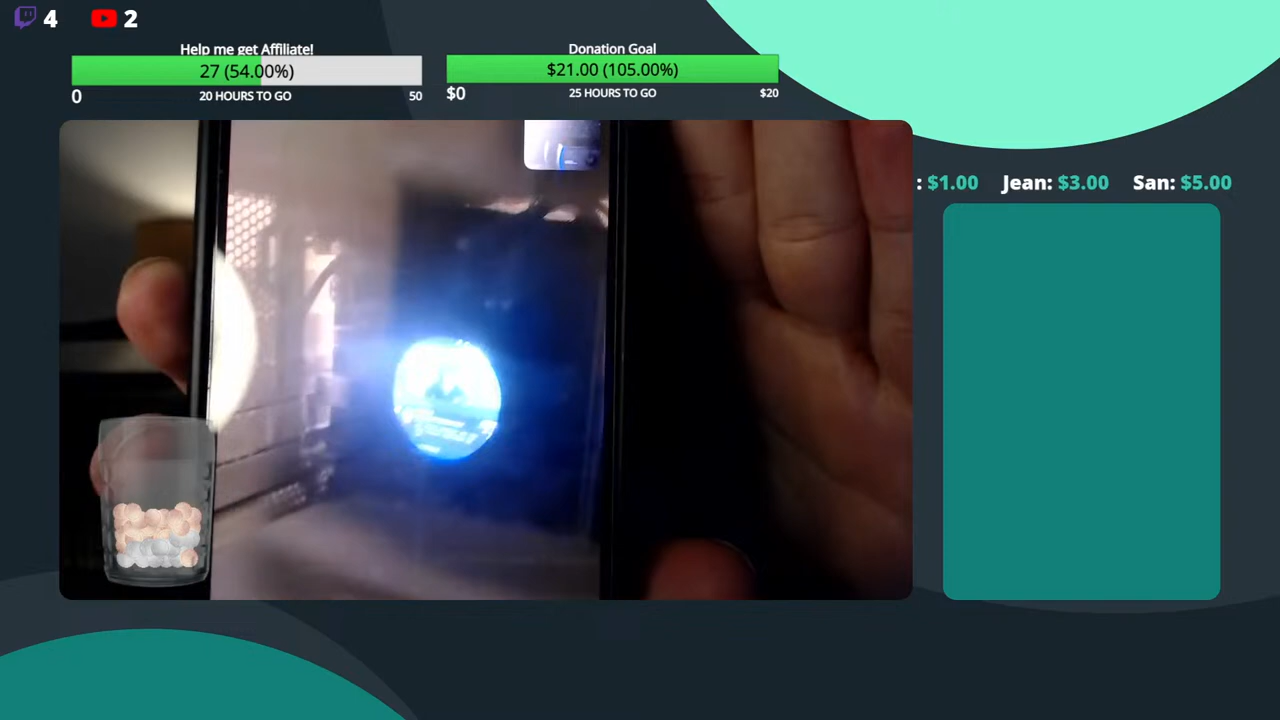 4 2
Help me get Affiliate!
27 (54.00%)
0 20 HOURS TO GO 50
Donation Goal
$21.00 (105.00%)
$0 25 HOURS TO GO $20
: $1.00 Jean: $3.00 San: $5.00